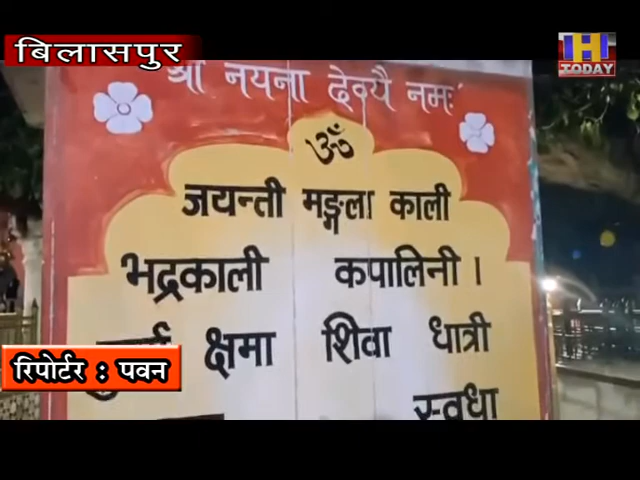 बिलासपुर
H
TODAY
श्री नयना देव्यै नमः
ॐ
जयन्ती मङ्गला काली
भद्रकाली कपालिनी ।
क्षमा शिवा धात्री
रिपोर्टर : पवन
स्वधा